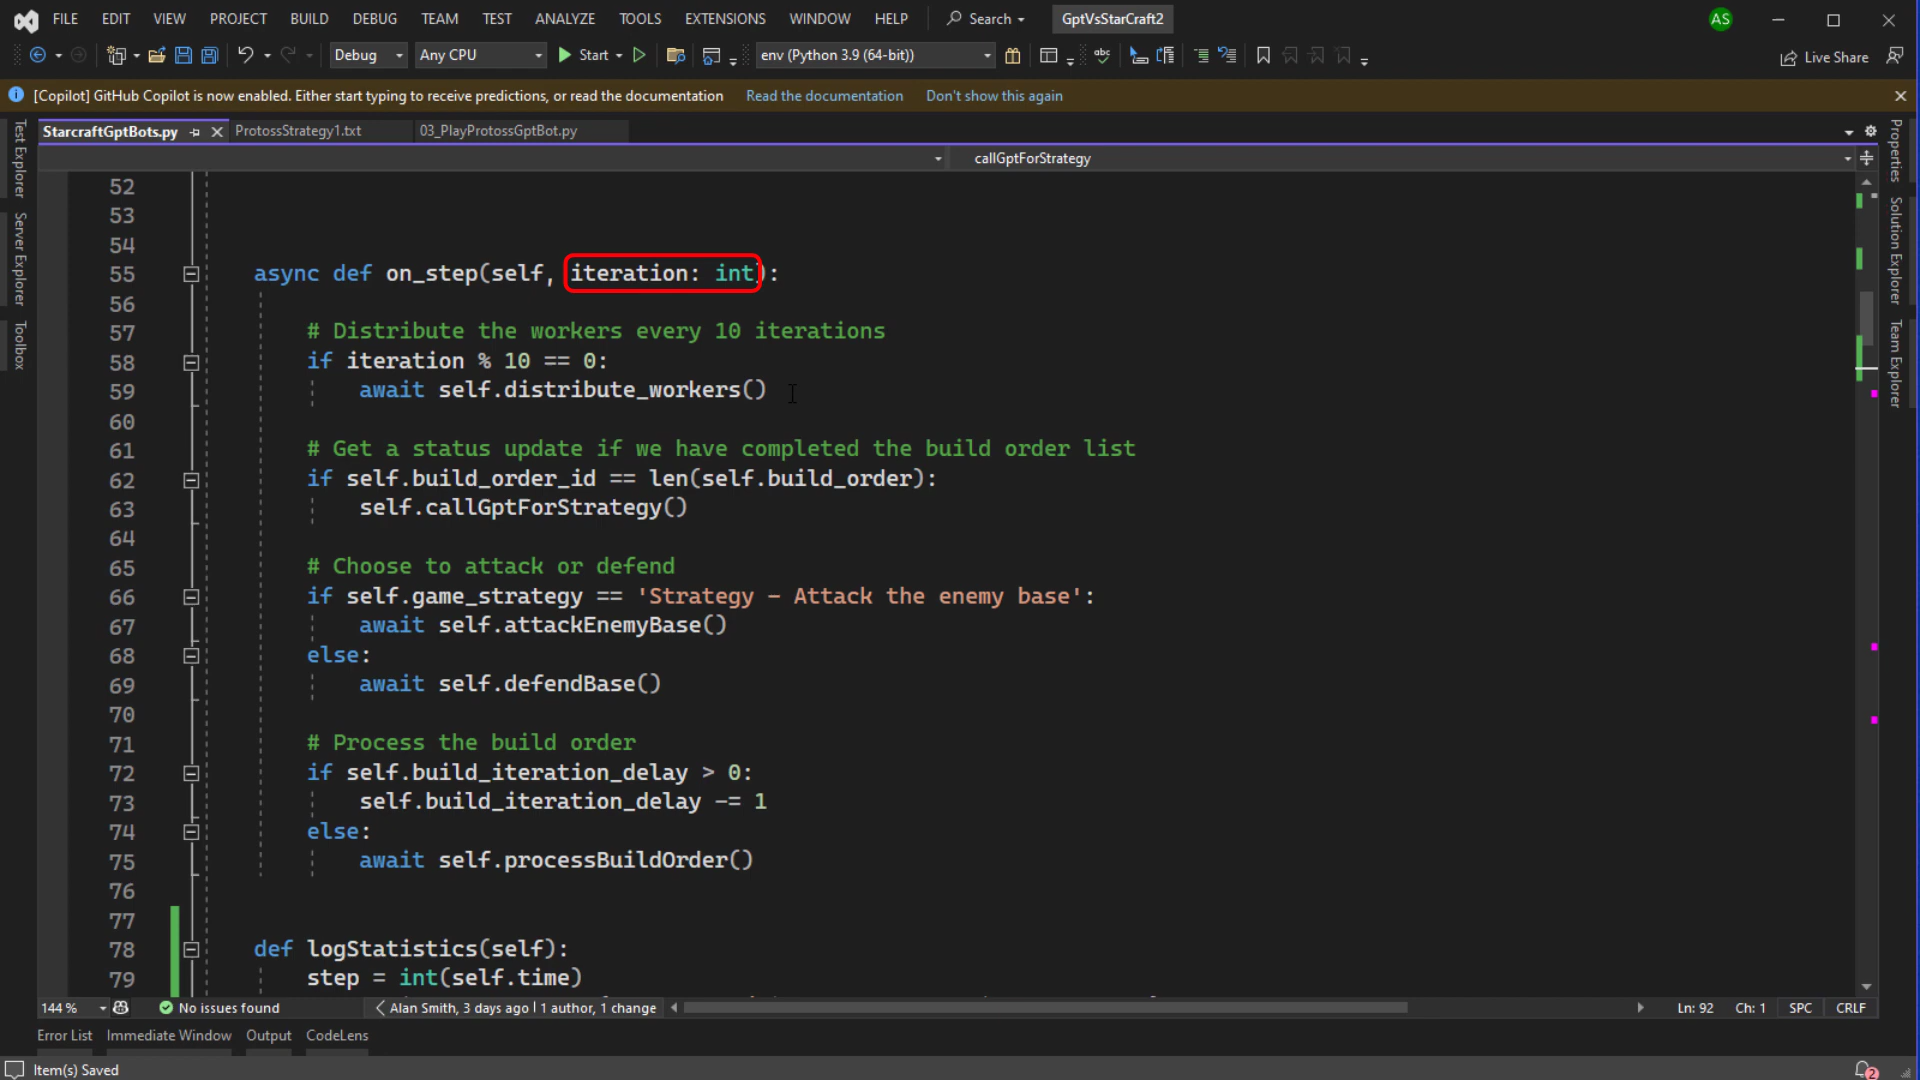 FILE EDIT VIEW PROJECT BUILD DEBUG TEAM TEST ANALYZE TOOLS EXTENSIONS WINDOW HELP Search GptVsStarCraft2 AS
Debug Any CPU Start env (Python 3.9 (64-bit)) abc Live Share
[Copilot] GitHub Copilot is now enabled. Either start typing to receive predictions, or read the documentation Read the documentation Don't show this again
StarcraftGptBots.py ProtossStrategy1.txt 03_PlayProtossGptBot.py
callGptForStrategy
Test Explorer
Server Explorer
Toolbox
Properties
Solution Explorer
Team Explorer
52
53
54
55 async def on_step(self, iteration: int):
56
57 # Distribute the workers every 10 iterations
58 if iteration % 10 == 0:
59 await self.distribute_workers()
60
61 # Get a status update if we have completed the build order list
62 if self.build_order_id == len(self.build_order):
63 self.callGptForStrategy()
64
65 # Choose to attack or defend
66 if self.game_strategy == 'Strategy - Attack the enemy base':
67 await self.attackEnemyBase()
68 else:
69 await self.defendBase()
70
71 # Process the build order
72 if self.build_iteration_delay > 0:
73 self.build_iteration_delay -= 1
74 else:
75 await self.processBuildOrder()
76
77
78 def logStatistics(self):
79 step = int(self.time)
144 % No issues found Alan Smith, 3 days ago | 1 author, 1 change Ln: 92 Ch: 1 SPC CRLF
Error List Immediate Window Output CodeLens
Item(s) Saved 2